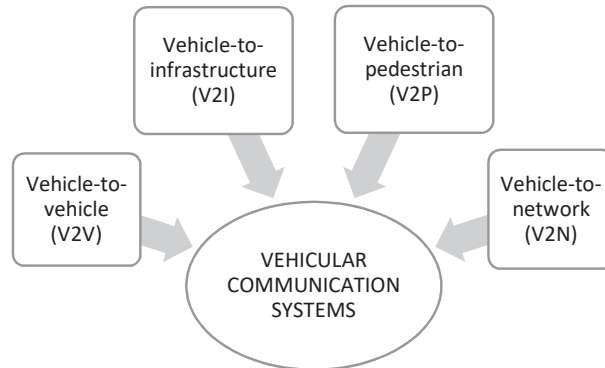 Vehicle-to-
infrastructure
(V2I)
Vehicle-to-
pedestrian
(V2P)
Vehicle-to-
vehicle
(V2V)
Vehicle-to-
network
(V2N)
VEHICULAR
COMMUNICATION
SYSTEMS